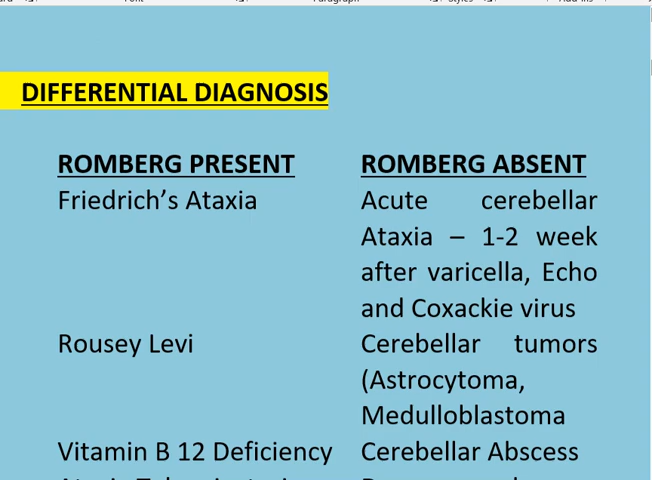 DIFFERENTIAL DIAGNOSIS
ROMBERG PRESENT ROMBERG ABSENT
Friedrich's Ataxia Acute cerebellar
Ataxia – 1-2 week
after varicella, Echo
and Coxackie virus
Rousey Levi Cerebellar tumors
(Astrocytoma,
Medulloblastoma
Vitamin B 12 Deficiency Cerebellar Abscess